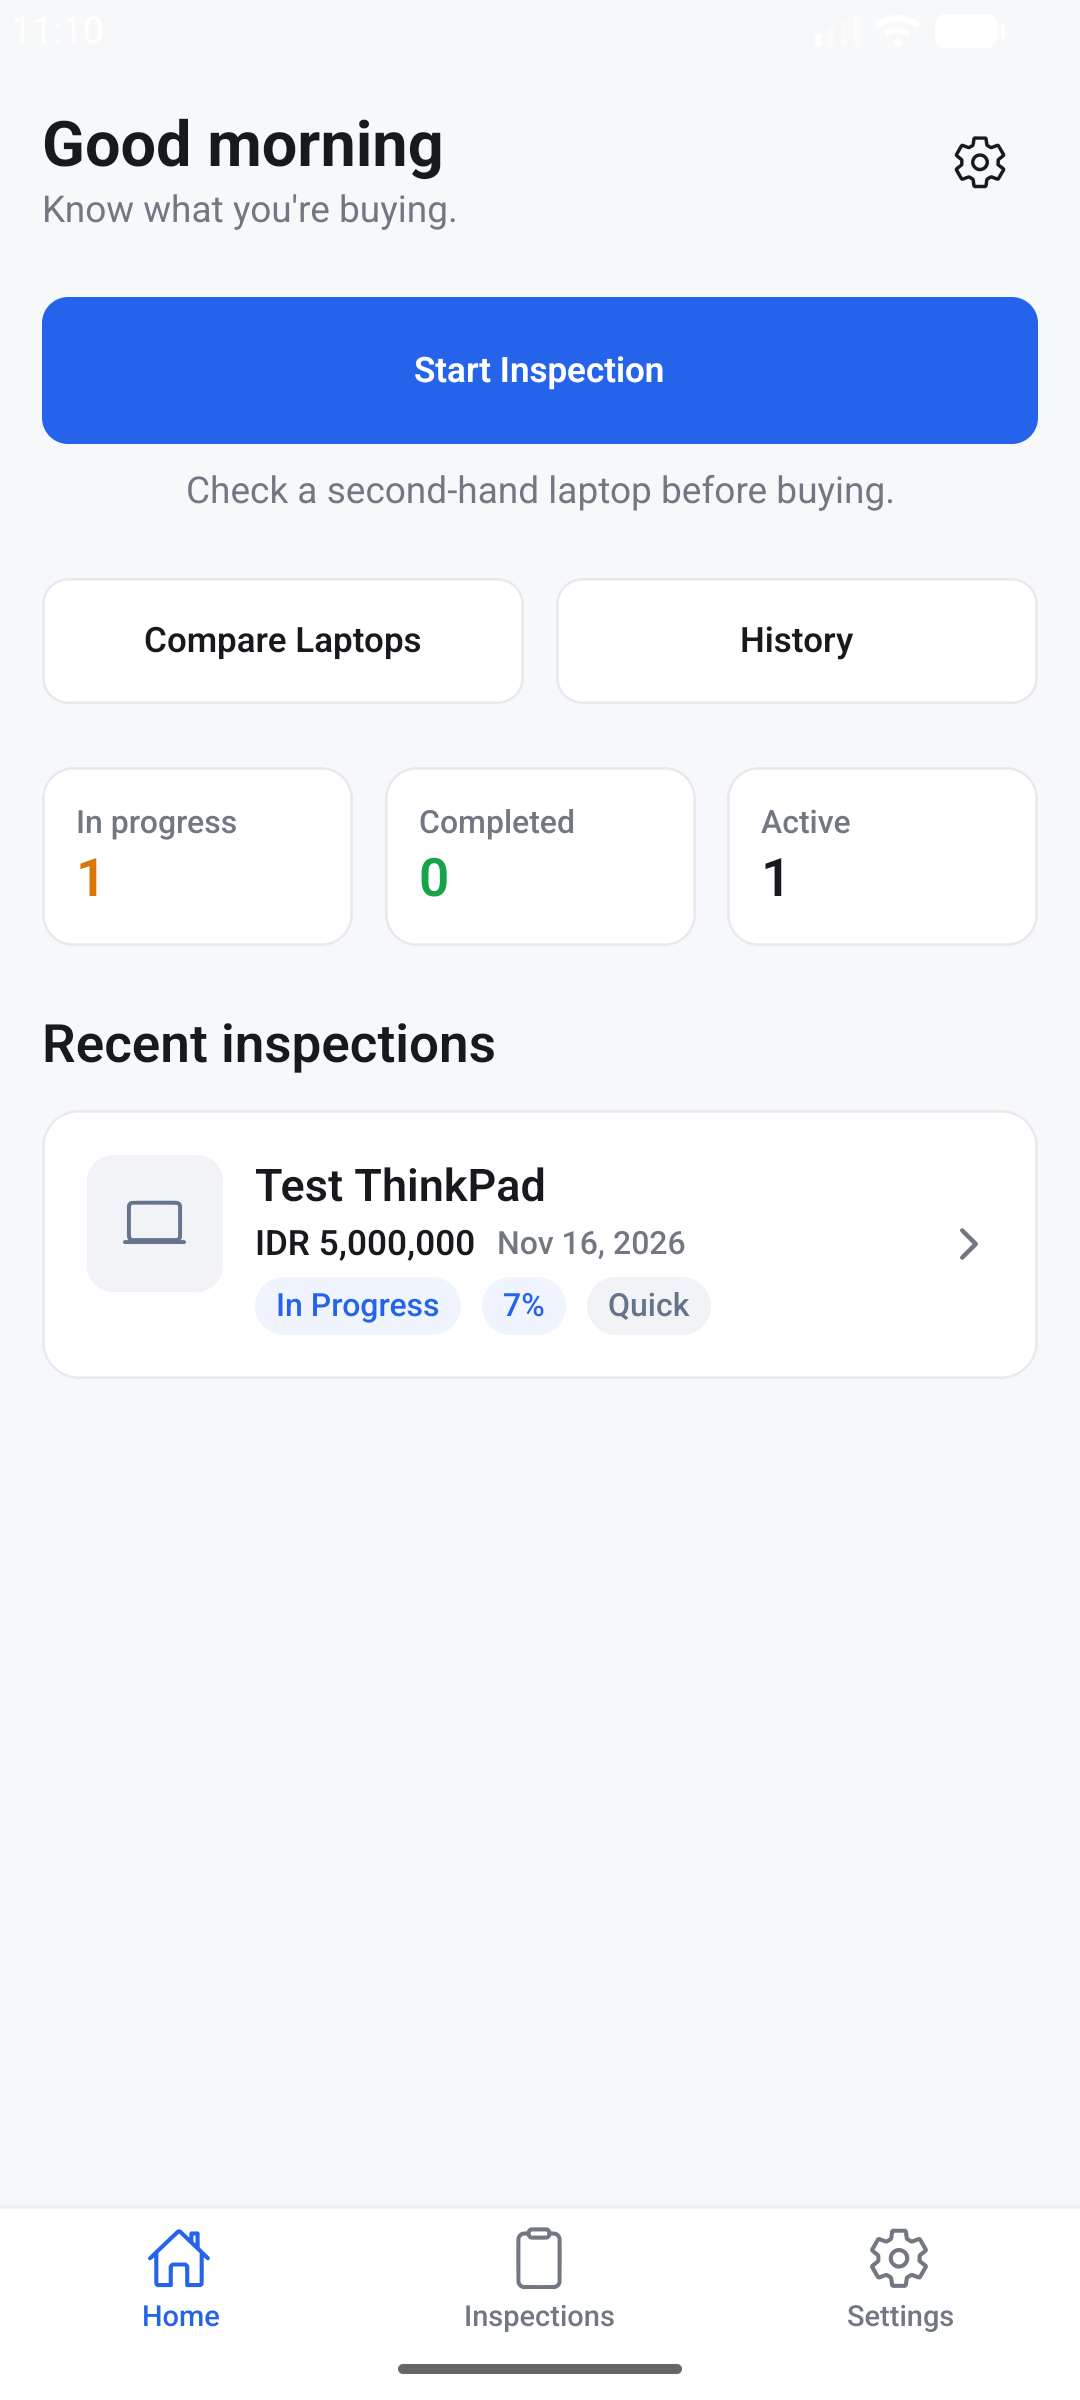 11:10
Good morning
Know what you're buying.
Start Inspection
Check a second-hand laptop before buying.
Compare Laptops
History
In progress
1
Completed
0
Active
1
Recent inspections
Test ThinkPad
IDR 5,000,000 Nov 16, 2026
In Progress 7% Quick
Home
Inspections
Settings